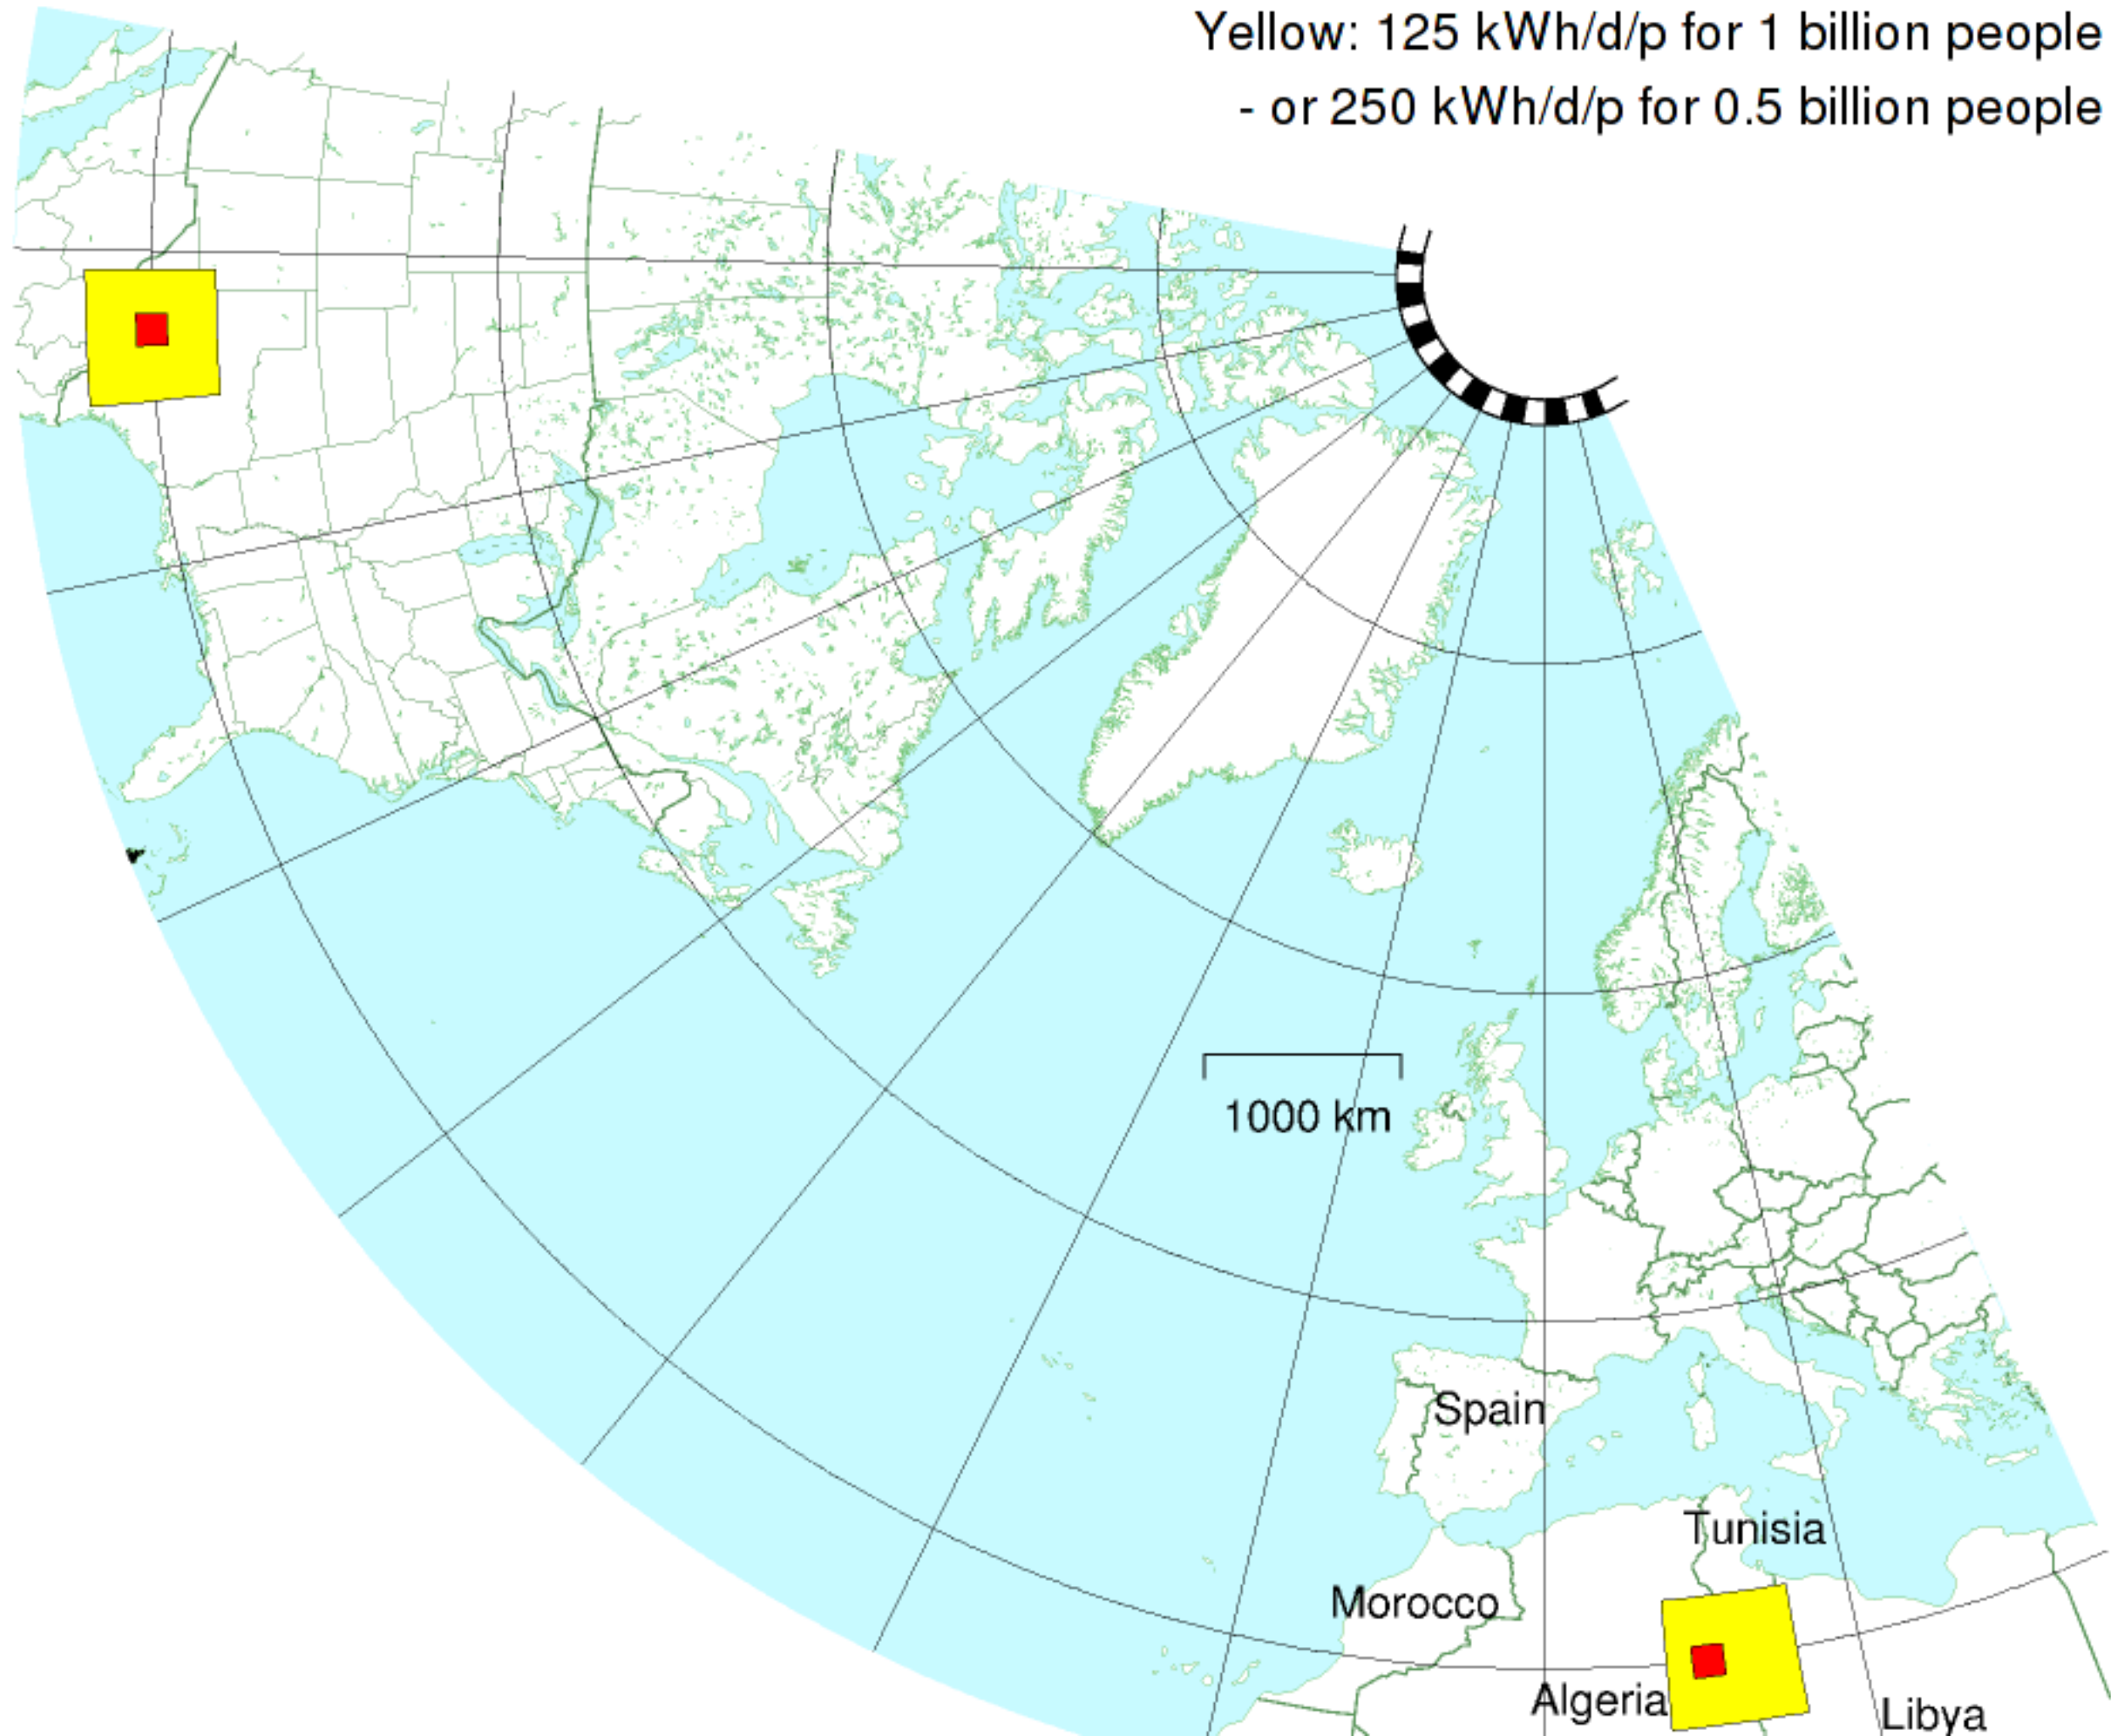 Yellow: 125 kWh/d/p for 1 billion people
- or 250 kWh/d/p for 0.5 billion people
1000 km
Spain
Tunisia
Morocco
Algeria
Libya